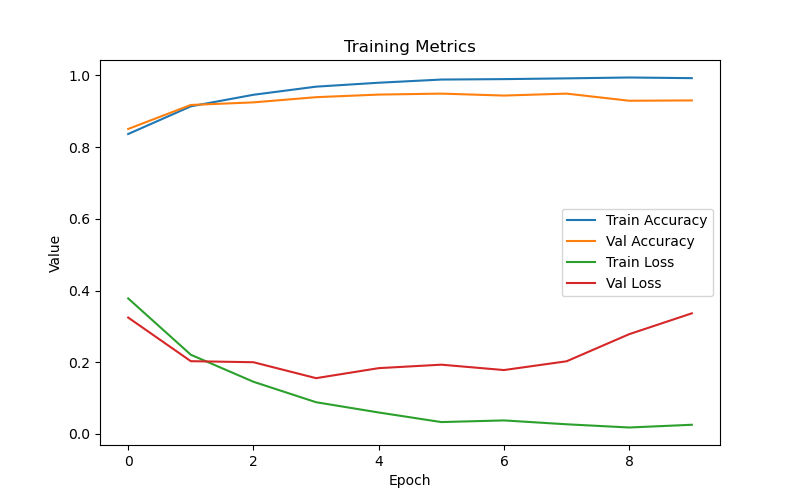 Training Metrics
1.0
0.8
0.6
0.4
0.2
0.0
Value
Train Accuracy
Val Accuracy
Train Loss
Val Loss
0 2 4 6 8
Epoch